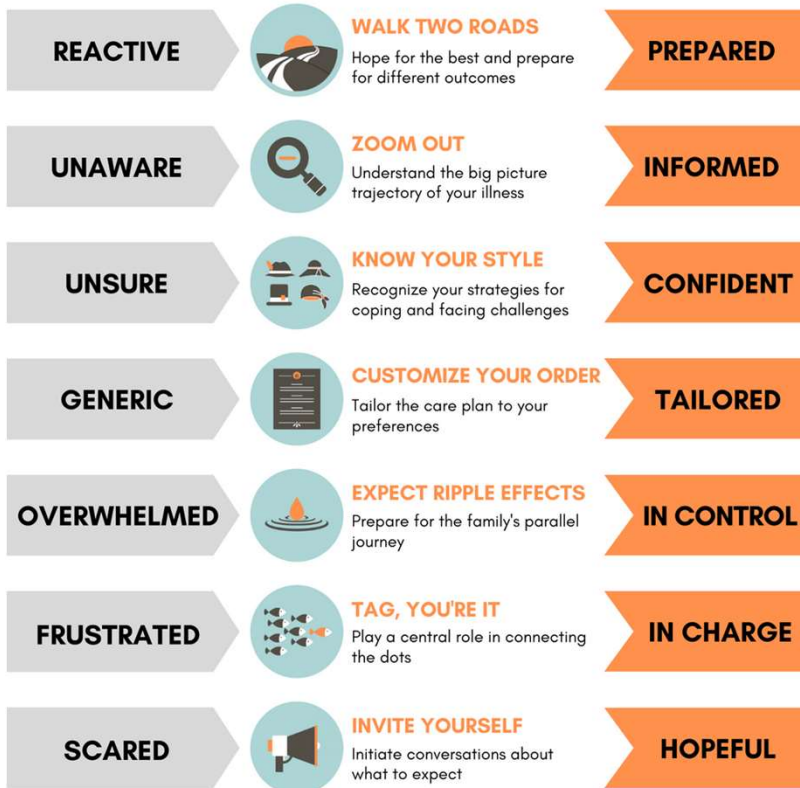 REACTIVE
WALK TWO ROADS
Hope for the best and prepare
for different outcomes
PREPARED
UNAWARE
ZOOM OUT
Understand the big picture
trajectory of your illness
INFORMED
UNSURE
KNOW YOUR STYLE
Recognize your strategies for
coping and facing challenges
CONFIDENT
GENERIC
CUSTOMIZE YOUR ORDER
Tailor the care plan to your
preferences
TAILORED
OVERWHELMED
EXPECT RIPPLE EFFECTS
Prepare for the family's parallel
journey
IN CONTROL
FRUSTRATED
TAG, YOU'RE IT
Play a central role in connecting
the dots
IN CHARGE
SCARED
INVITE YOURSELF
Initiate conversations about
what to expect
HOPEFUL